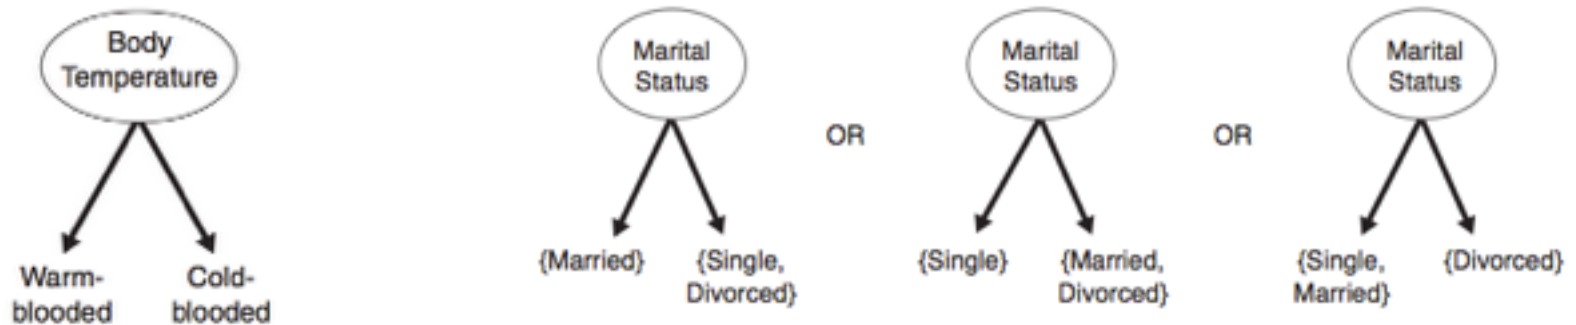 Body
Temperature
Warm-
blooded
Cold-
blooded
Marital
Status
{Married}
{Single,
Divorced}
OR
Marital
Status
{Single}
{Married,
Divorced}
OR
Marital
Status
{Single,
Married}
{Divorced}